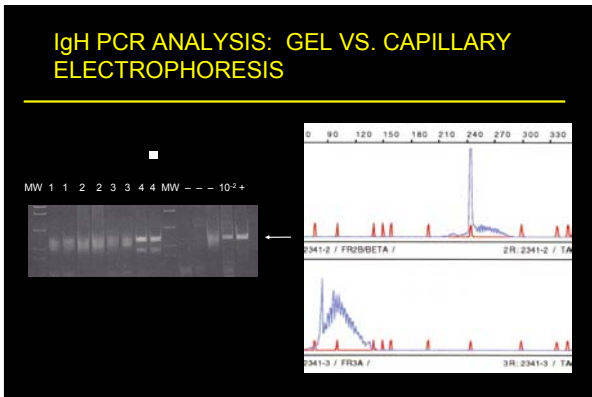 IgH PCR ANALYSIS: GEL VS. CAPILLARY
ELECTROPHORESIS
MW 1 1 2 2 3 3 4 4 MW – – – 10-2 +
0 90 120 150 180 210 240 270 300 330
2341-2 / FR2B/BETA / 2R: 2341-2 / TA
2341-3 / FR3A / 3R: 2341-3 / TA